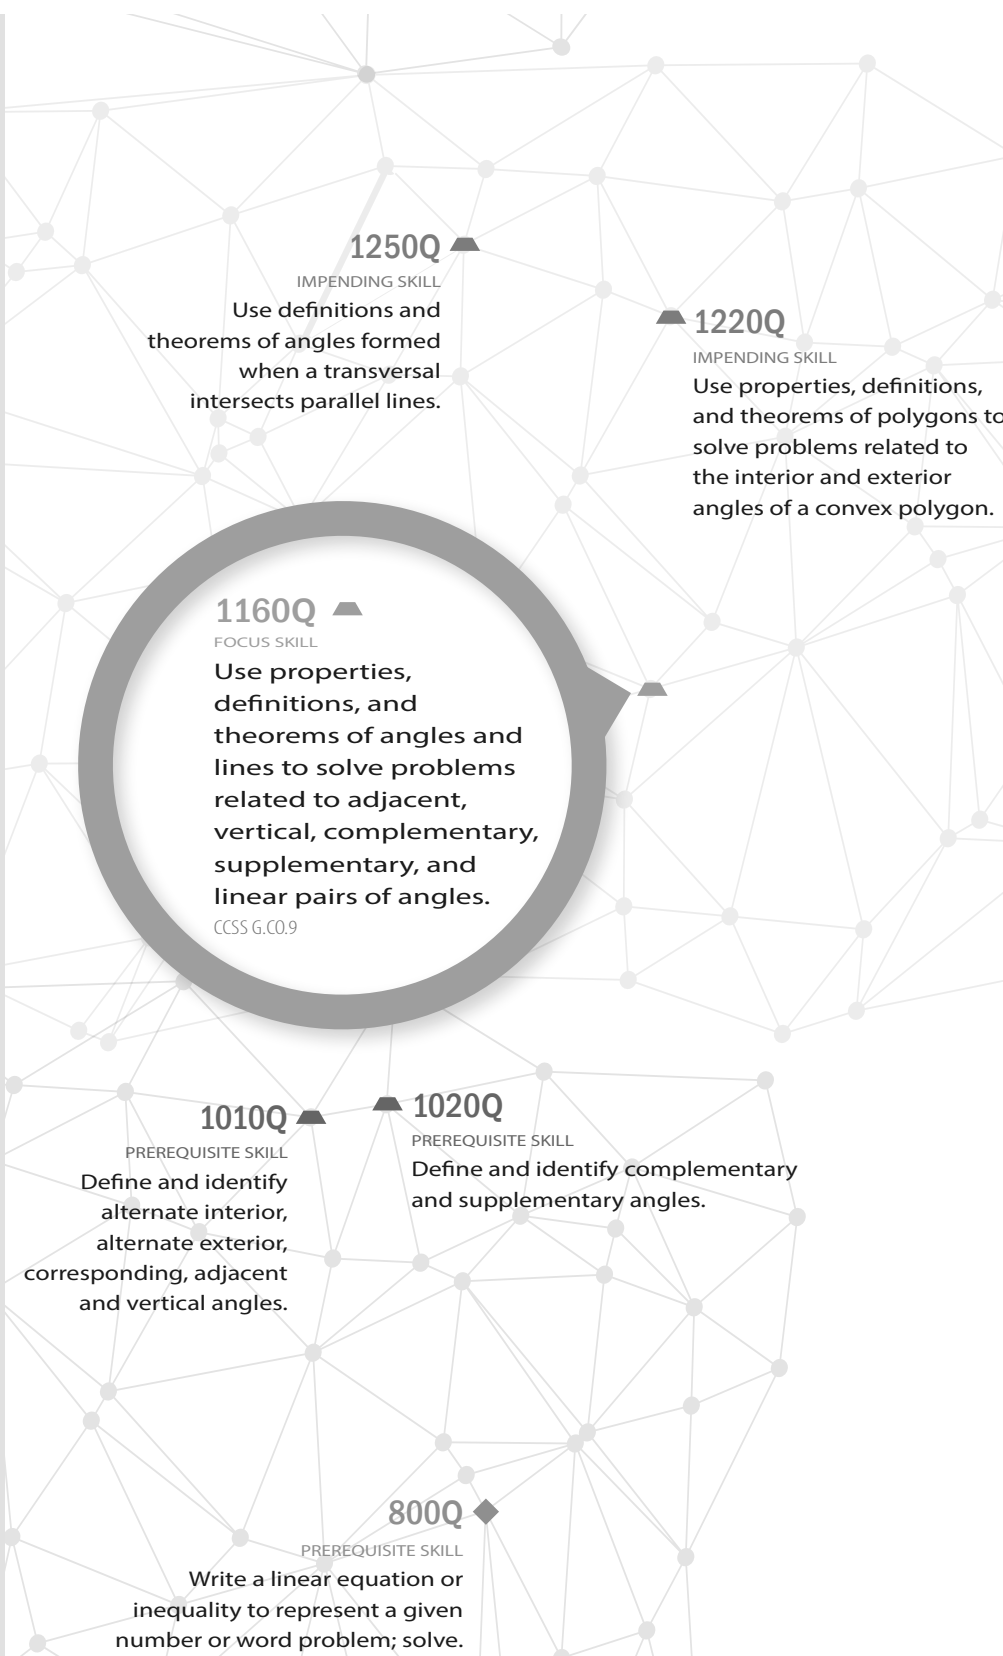 1250Q
IMPENDING SKILL
Use definitions and
theorems of angles formed
when a transversal
intersects parallel lines.
1220Q
IMPENDING SKILL
Use properties, definitions,
and theorems of polygons to
solve problems related to
the interior and exterior
angles of a convex polygon.
1160Q
FOCUS SKILL
Use properties,
definitions, and
theorems of angles and
lines to solve problems
related to adjacent,
vertical, complementary,
supplementary, and
linear pairs of angles.
CCSS G.CO.9
1010Q
PREREQUISITE SKILL
Define and identify
alternate interior,
alternate exterior,
corresponding, adjacent
and vertical angles.
1020Q
PREREQUISITE SKILL
Define and identify complementary
and supplementary angles.
800Q
PREREQUISITE SKILL
Write a linear equation or
inequality to represent a given
number or word problem; solve.